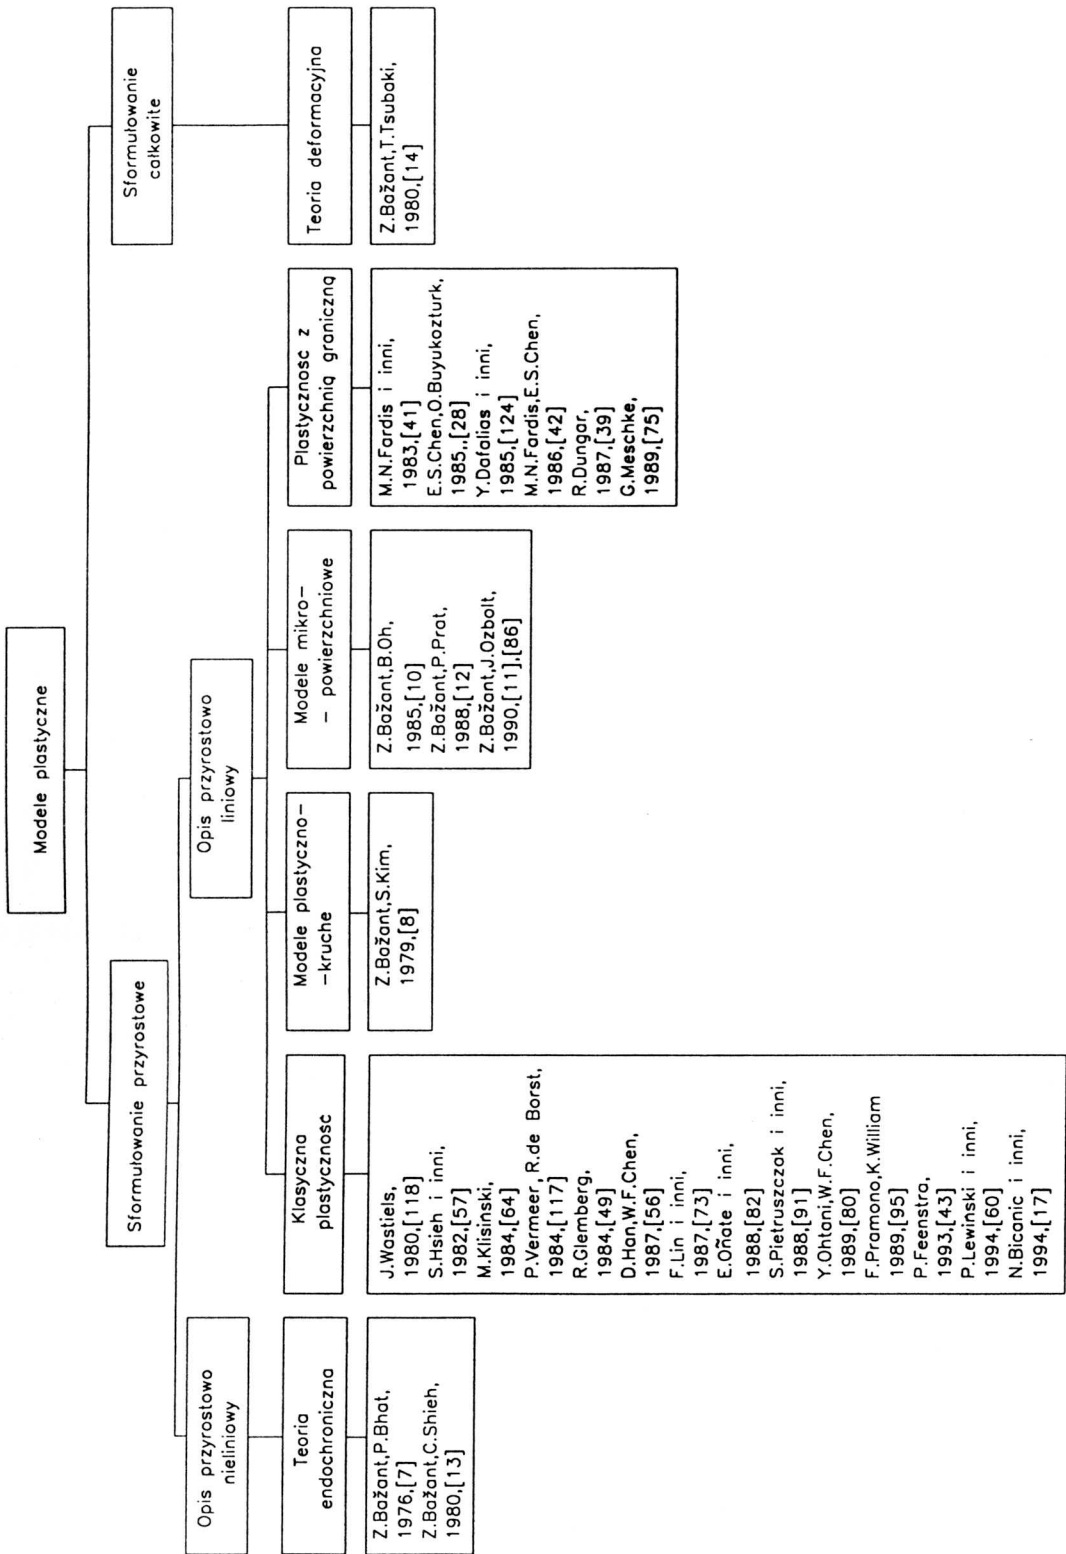 Modele plastyczne
Sformułowanie przyrostowe
Sformułowanie
całkowite
Opis przyrostowo
nieliniowy
Opis przyrostowo
liniowy
Teoria
endochroniczna
Klasyczna
plastyczność
Modele plastyczno-
-kruche
Modele mikro-
- powierzchniowe
Plastyczność z
powierzchnią graniczną
Teoria deformacyjna
Z.Bažant,P.Bhat,
1976,[7]
Z.Bažant,C.Shieh,
1980,[13]
J.Wastiels,
1980,[118]
S.Hsieh i inni,
1982,[57]
M.Klisiński,
1984,[64]
P.Vermeer, R.de Borst,
1984,[117]
R.Glemberg,
1984,[49]
D.Han,W.F.Chen,
1987,[56]
F.Lin i inni,
1987,[73]
E.Oñate i inni,
1988,[82]
S.Pietruszczak i inni,
1988,[91]
Y.Ohtani,W.F.Chen,
1989,[80]
F.Pramono,K.William
1989,[95]
P.Feenstra,
1993,[43]
P.Lewiński i inni,
1994,[60]
N.Bicanic i inni,
1994,[17]
Z.Bažant,S.Kim,
1979,[8]
Z.Bažant,B.Oh,
1985,[10]
Z.Bažant,P.Prat,
1988,[12]
Z.Bažant,J.Ozbolt,
1990,[11],[86]
M.N.Fardis i inni,
1983,[41]
E.S.Chen,O.Buyukozturk,
1985,.[28]
Y.Dafalias i inni,
1985,[124]
M.N.Fardis,E.S.Chen,
1986,[42]
R.Dungar,
1987,[39]
G.Meschke,
1989,[75]
Z.Bažant,T.Tsubaki,
1980,[14]